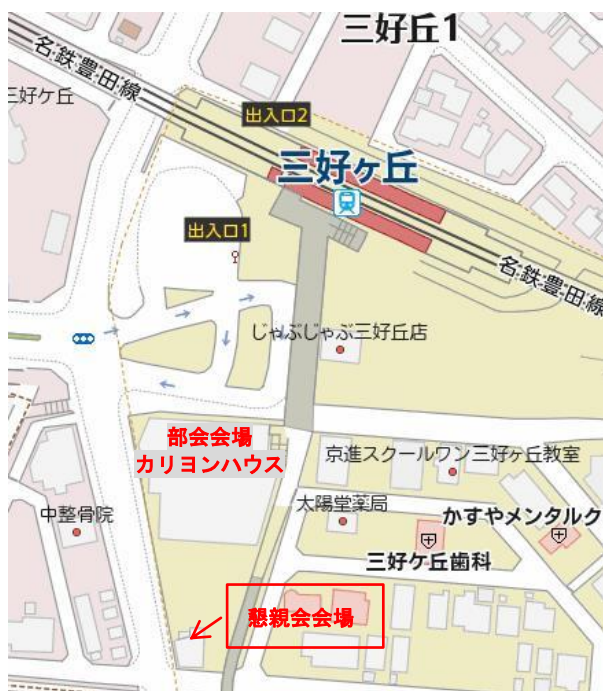 三好丘1
名鉄豊田線
三好ケ丘
出入口2
三好ヶ丘
出入口1
名鉄豊田線
じゃぶじゃぶ三好丘店
部会会場
カリヨンハウス
京進スクールワン三好ヶ丘教室
中整骨院
太陽堂薬局
かすやメンタルク
三好ケ丘歯科
懇親会会場